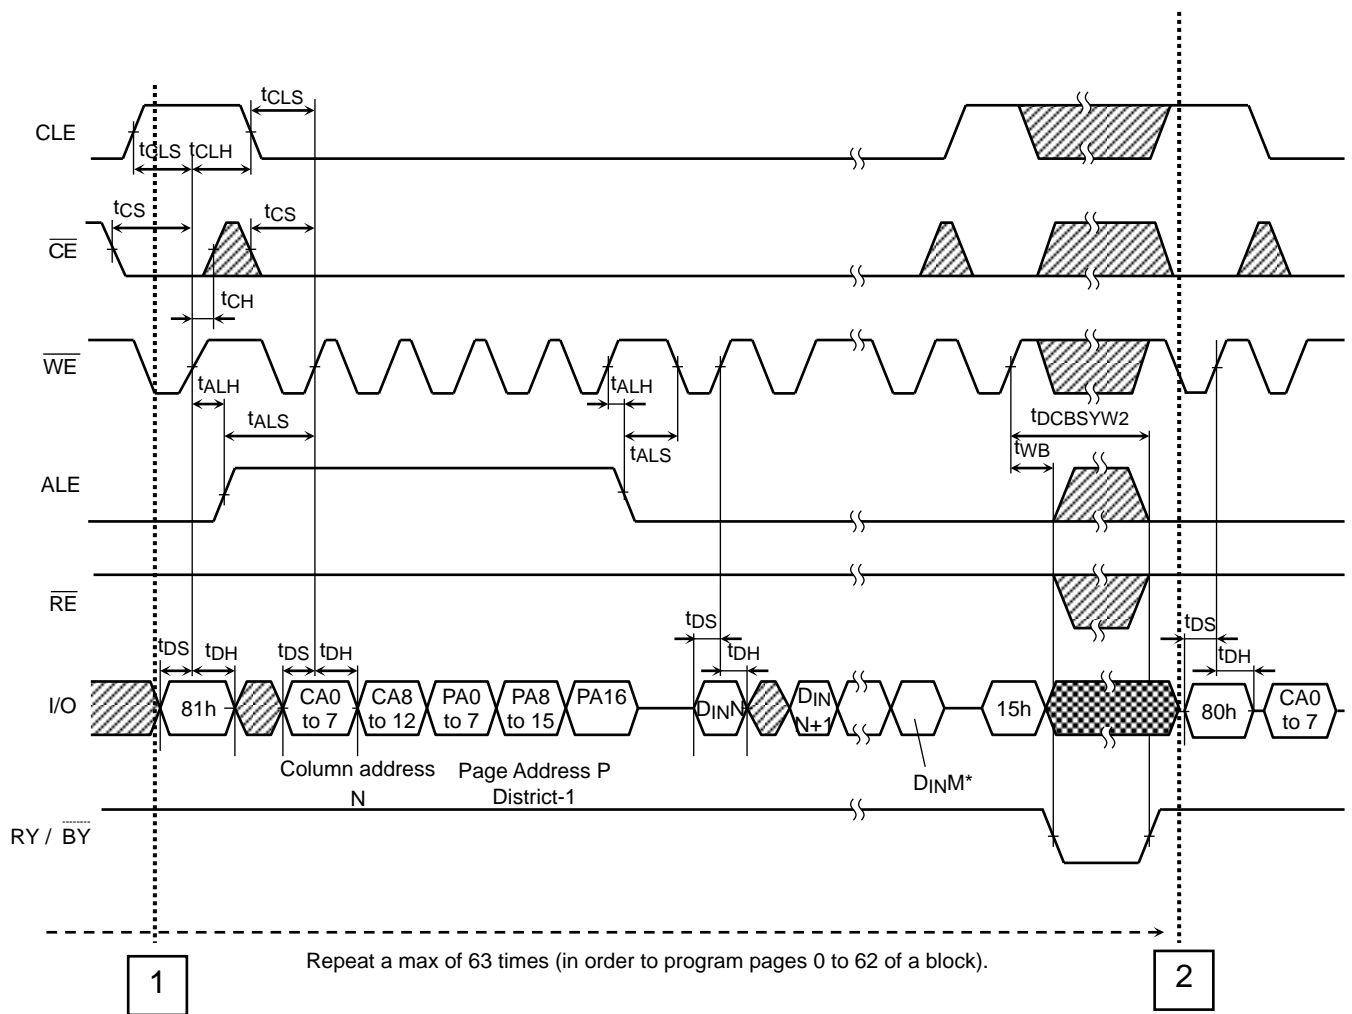 tCLS
CLE
tCLS tCLH
tCS tCS
CE
tCH
WE
tALH tALH
tALS tALS
tDCBSYW2
tWB
ALE
RE
tDS tDH tDS tDH tDS tDH tDS tDH
I/O
81h
CA0 to 7
CA8 to 12
PA0 to 7
PA8 to 15
PA16
DINN
DIN N+1
15h
80h
CA0 to 7
Column address N
Page Address P District-1
DINM*
RY / BY
Repeat a max of 63 times (in order to program pages 0 to 62 of a block).
1 2